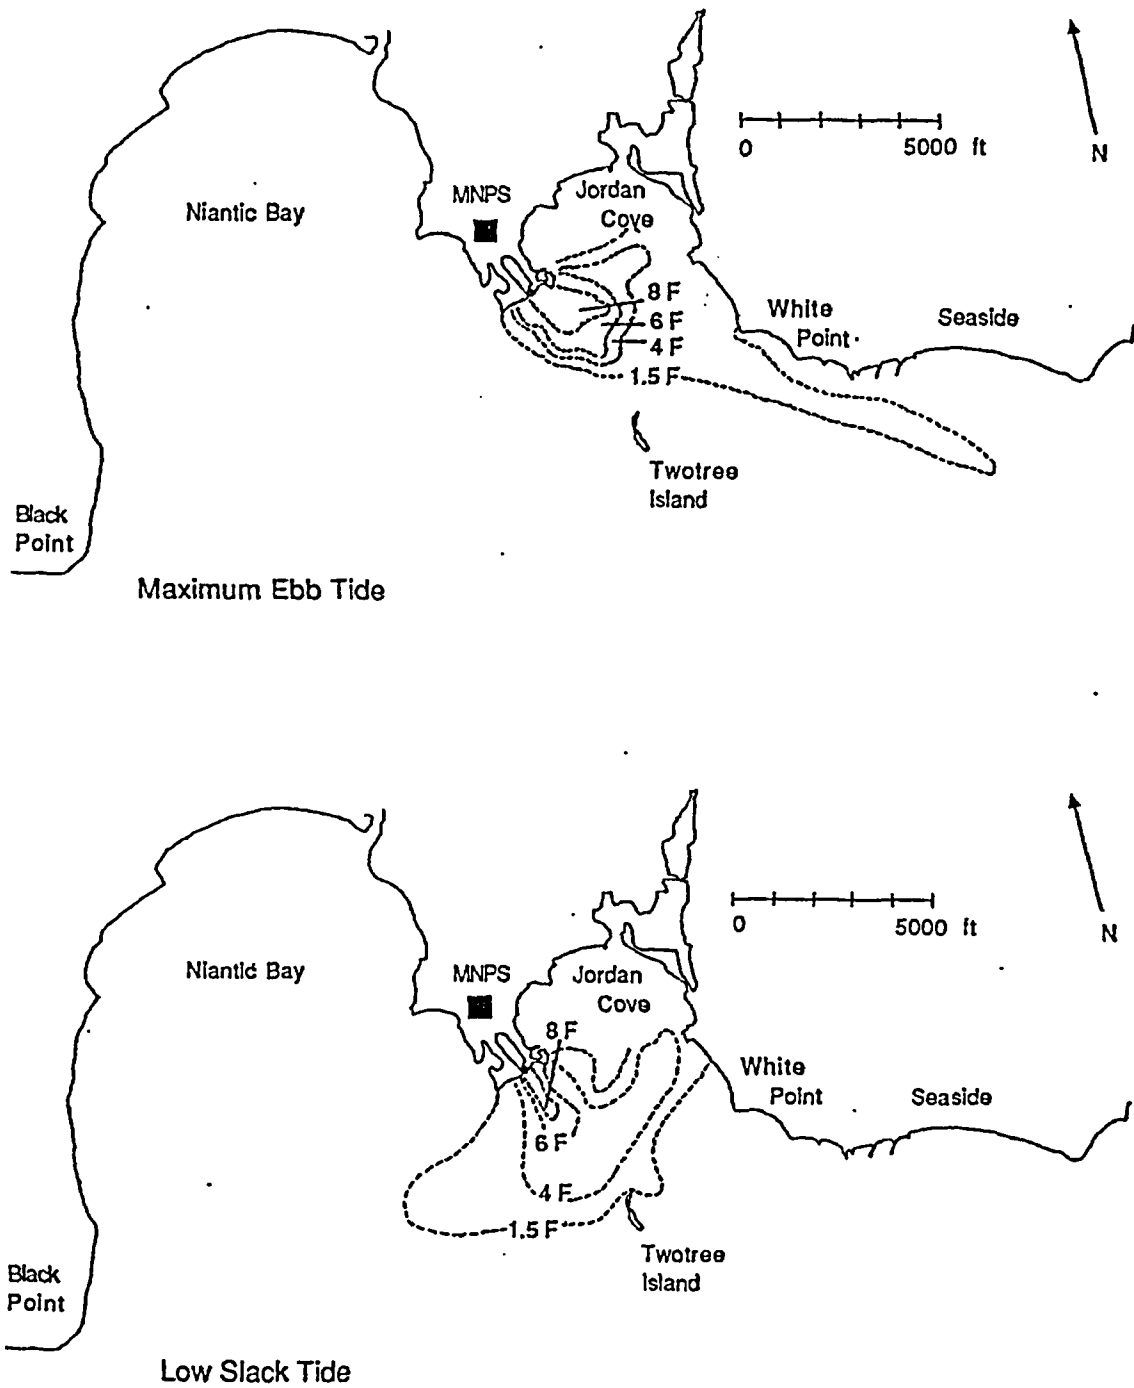 MNPS
Jordan
Cove
Niantic Bay
0 5000 ft
N
8 F
6 F
4 F
1.5 F
White
Point
Seaside
Twotree
Island
Black
Point
Maximum Ebb Tide
0 5000 ft
N
Niantic Bay
MNPS
Jordan
Cove
8 F
White
Point
Seaside
6 F
4 F
1.5 F
Twotree
Island
Black
Point
Low Slack Tide